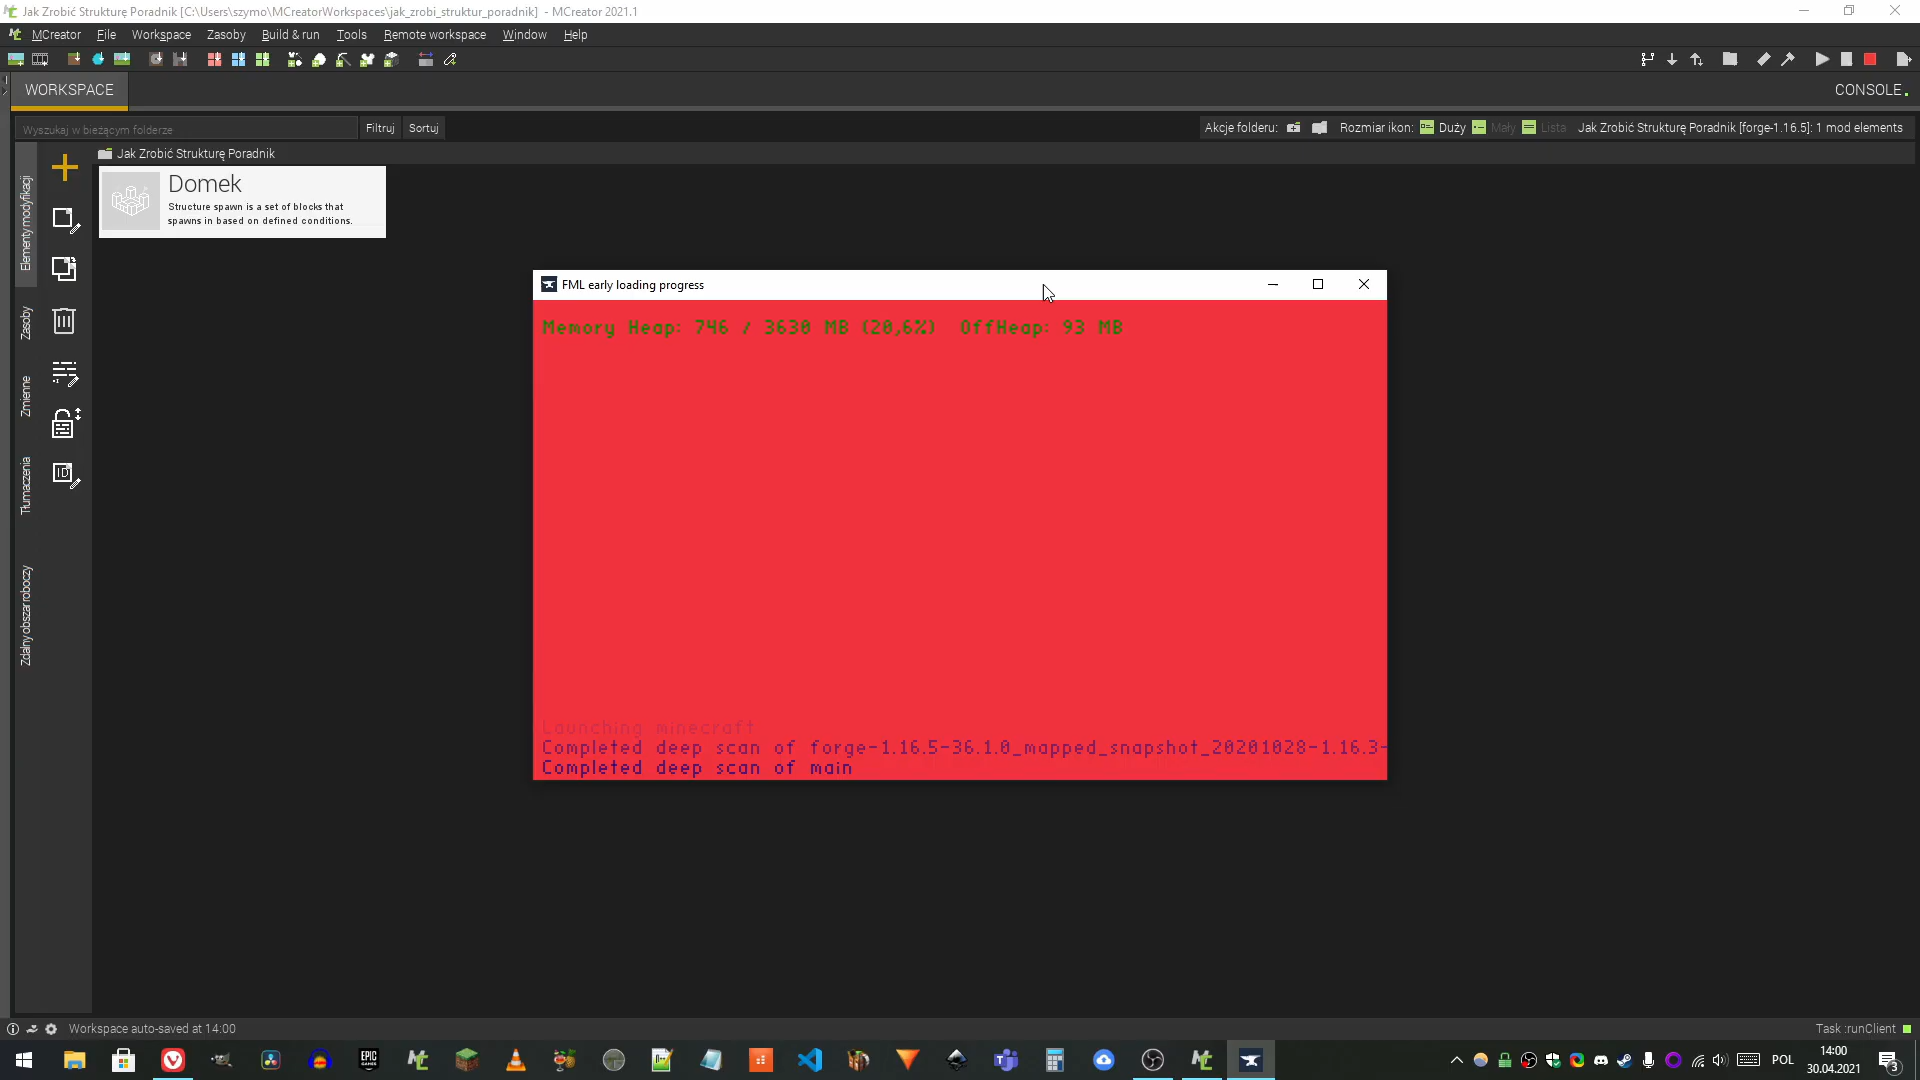 Jak Zrobić Strukturę Poradnik [C:\Users\szymo\MCreatorWorkspaces\jak_zrobi_struktur_poradnik] - MCreator 2021.1
MCreator File Workspace Zasoby Build & run Tools Remote workspace Window Help
WORKSPACE
CONSOLE
Wyszukaj w bieżącym folderze
Filtruj
Sortuj
Akcje folderu:
Rozmiar ikon:
Duży
Mały
Lista
Jak Zrobić Strukturę Poradnik [forge-1.16.5]: 1 mod elements
Jak Zrobić Strukturę Poradnik
Domek
Structure spawn is a set of blocks that
spawns in based on defined conditions.
Elementy modyfikacji
Zasoby
Zmienne
Tłumaczenia
Zdalny obszar roboczy
ID
FML early loading progress
Memory Heap: 746 / 3630 MB (20,6%) OffHeap: 93 MB
Launching minecraft
Completed deep scan of forge-1.16.5-36.1.0_mapped_snapshot_20201028-1.16.3-
Completed deep scan of main
Workspace auto-saved at 14:00
Task :runClient
EPIC GAMES
POL
14:00
30.04.2021
3